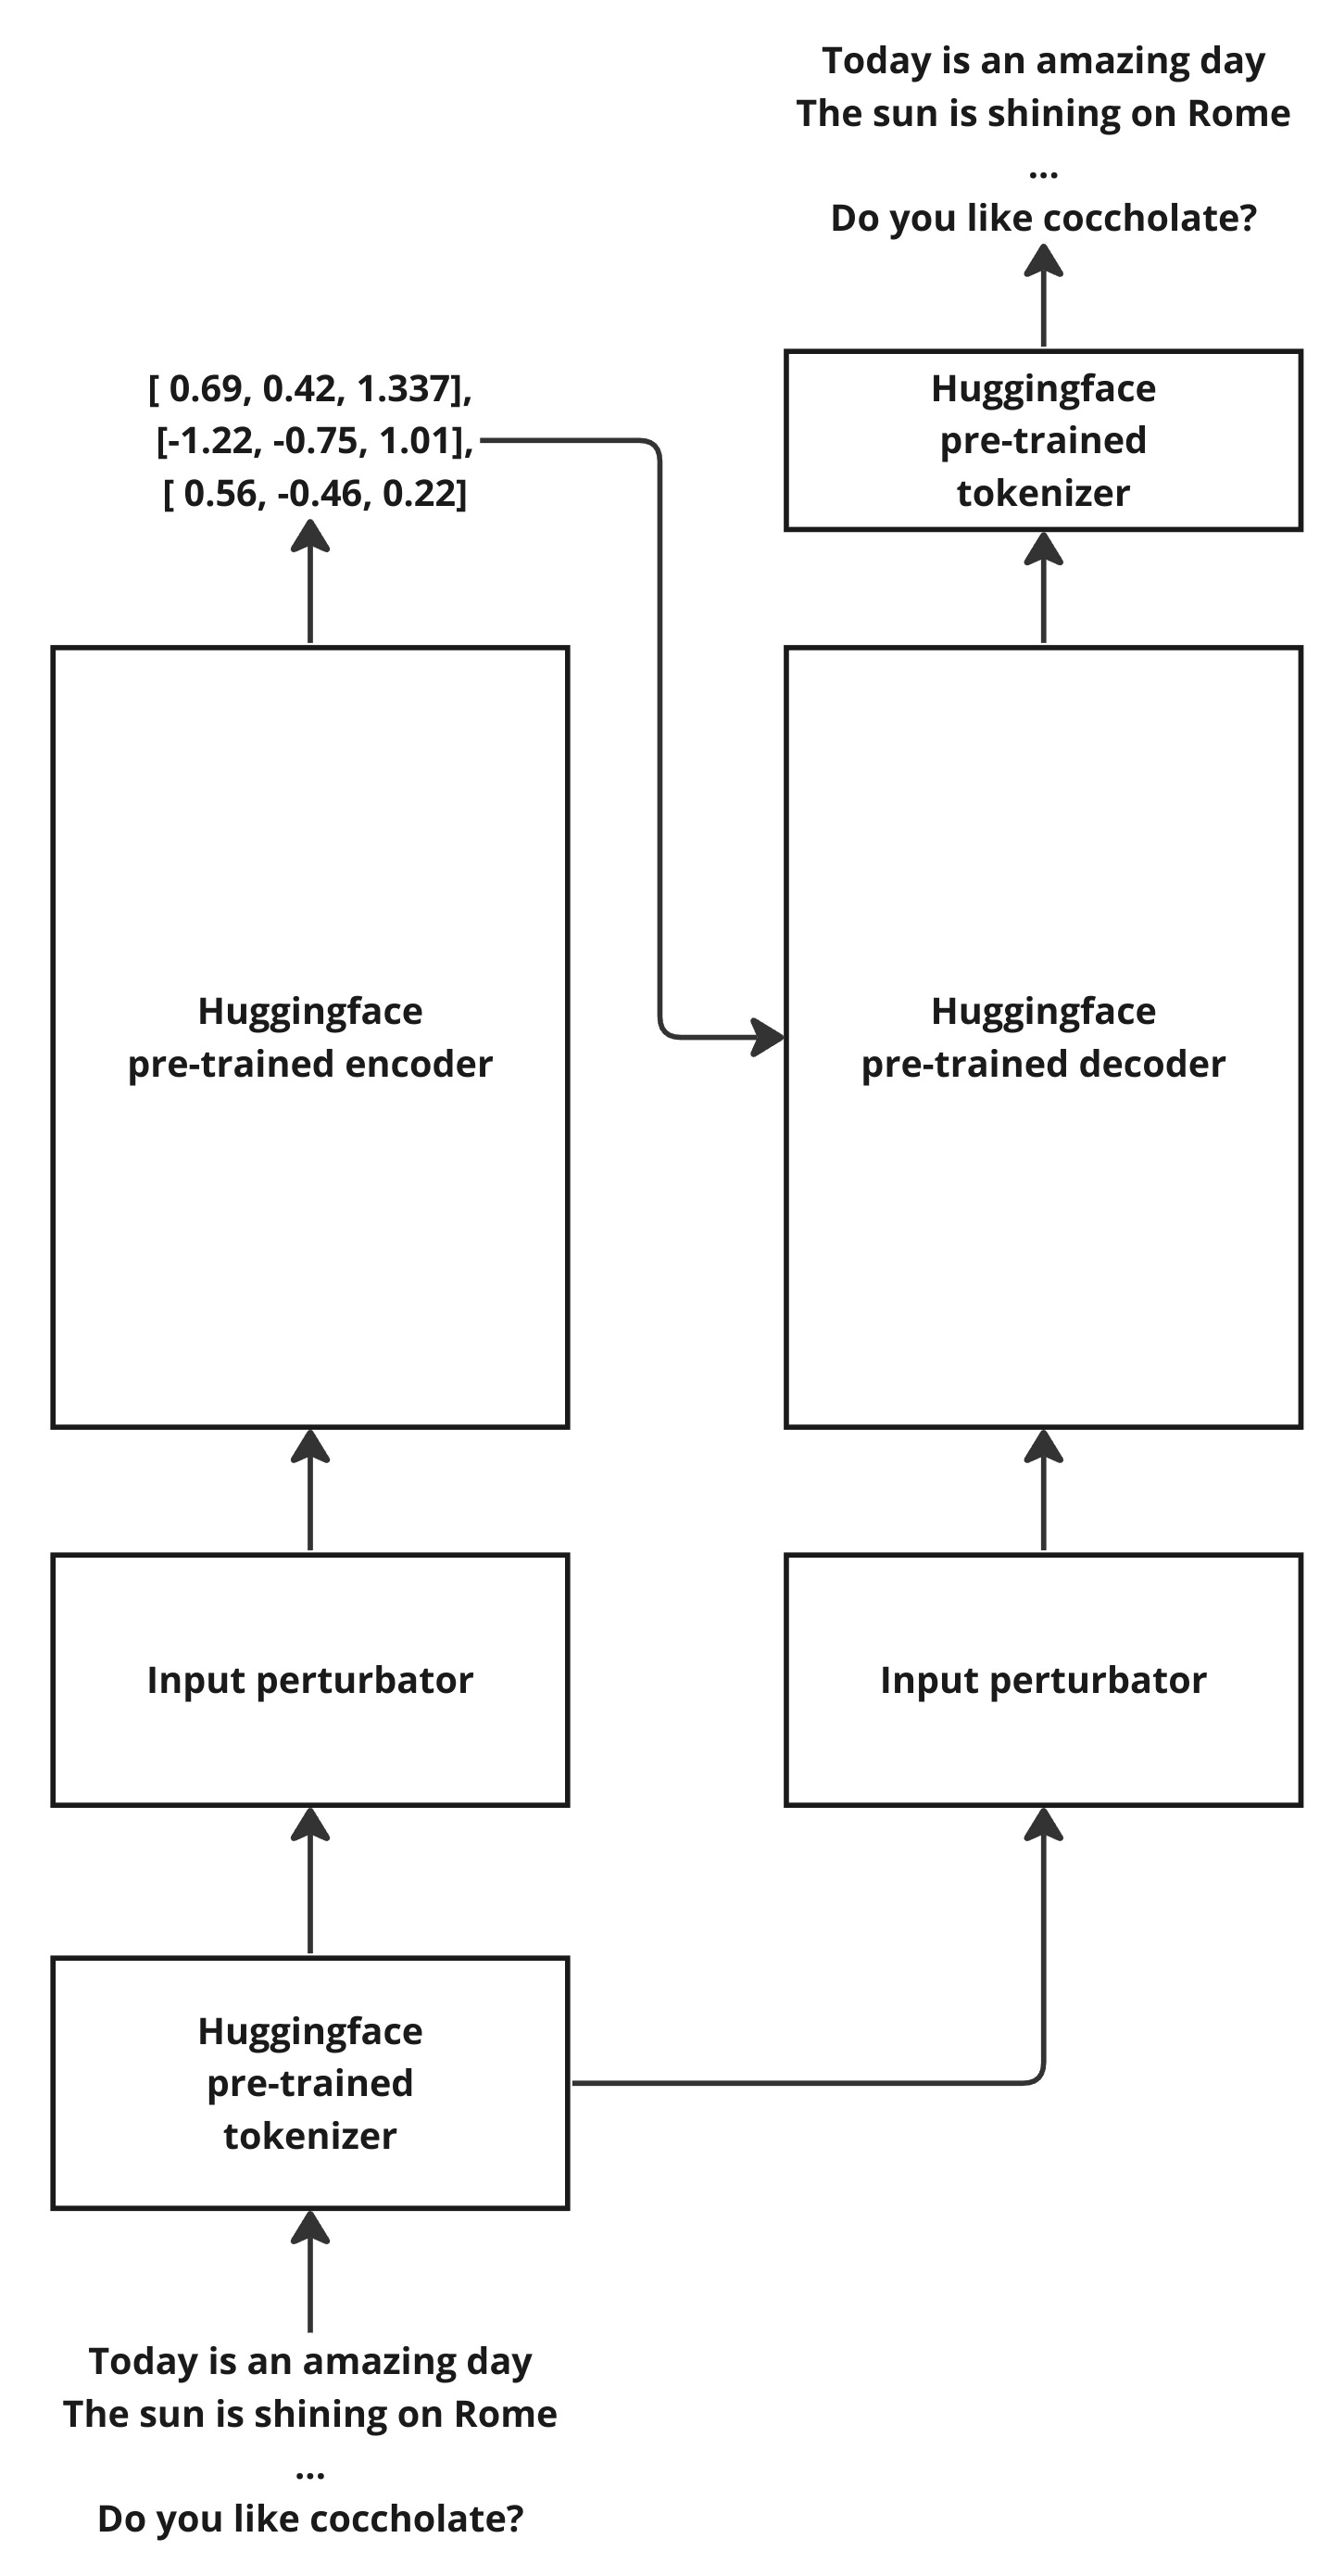 Today is an amazing day
The sun is shining on Rome
...
Do you like coccholate?
Huggingface
pre-trained
tokenizer
[ 0.69, 0.42, 1.337],
[-1.22, -0.75, 1.01],
[ 0.56, -0.46, 0.22]
Huggingface
pre-trained encoder
Huggingface
pre-trained decoder
Input perturbator
Input perturbator
Huggingface
pre-trained
tokenizer
Today is an amazing day
The sun is shining on Rome
...
Do you like coccholate?